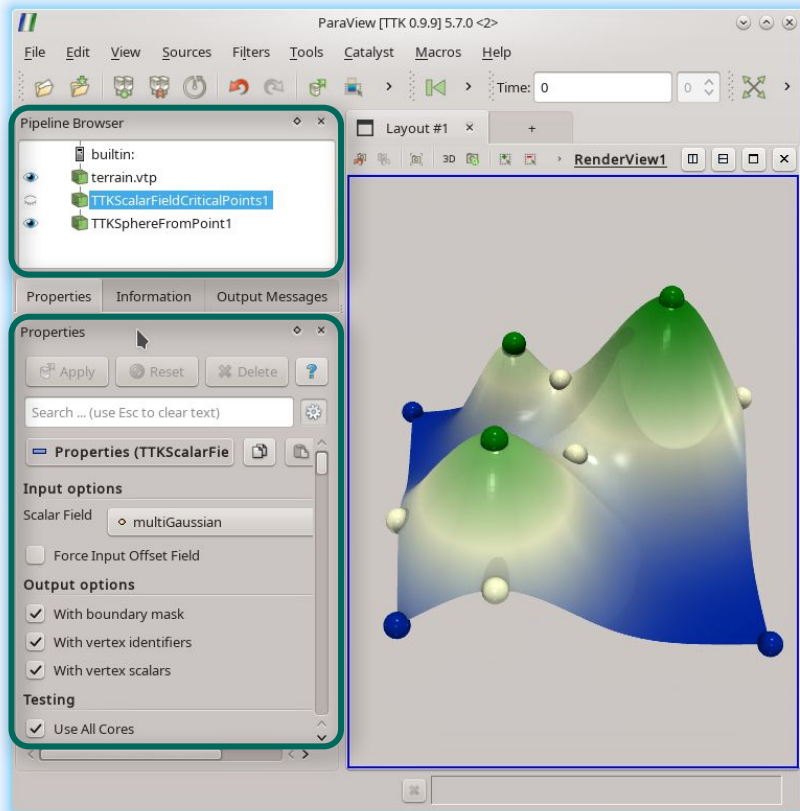 ParaView [TTK 0.9.9] 5.7.0 <2>
File Edit View Sources Filters Tools Catalyst Macros Help
Time: 0 0
Pipeline Browser
builtin:
terrain.vtp
TTKScalarFieldCriticalPoints1
TTKSphereFromPoint1
Properties Information Output Messages
Properties
Apply Reset Delete ?
Search ... (use Esc to clear text)
Properties (TTKScalarFie
Input options
Scalar Field multiGaussian
Force Input Offset Field
Output options
With boundary mask
With vertex identifiers
With vertex scalars
Testing
Use All Cores
Layout #1 +
3D RenderView1